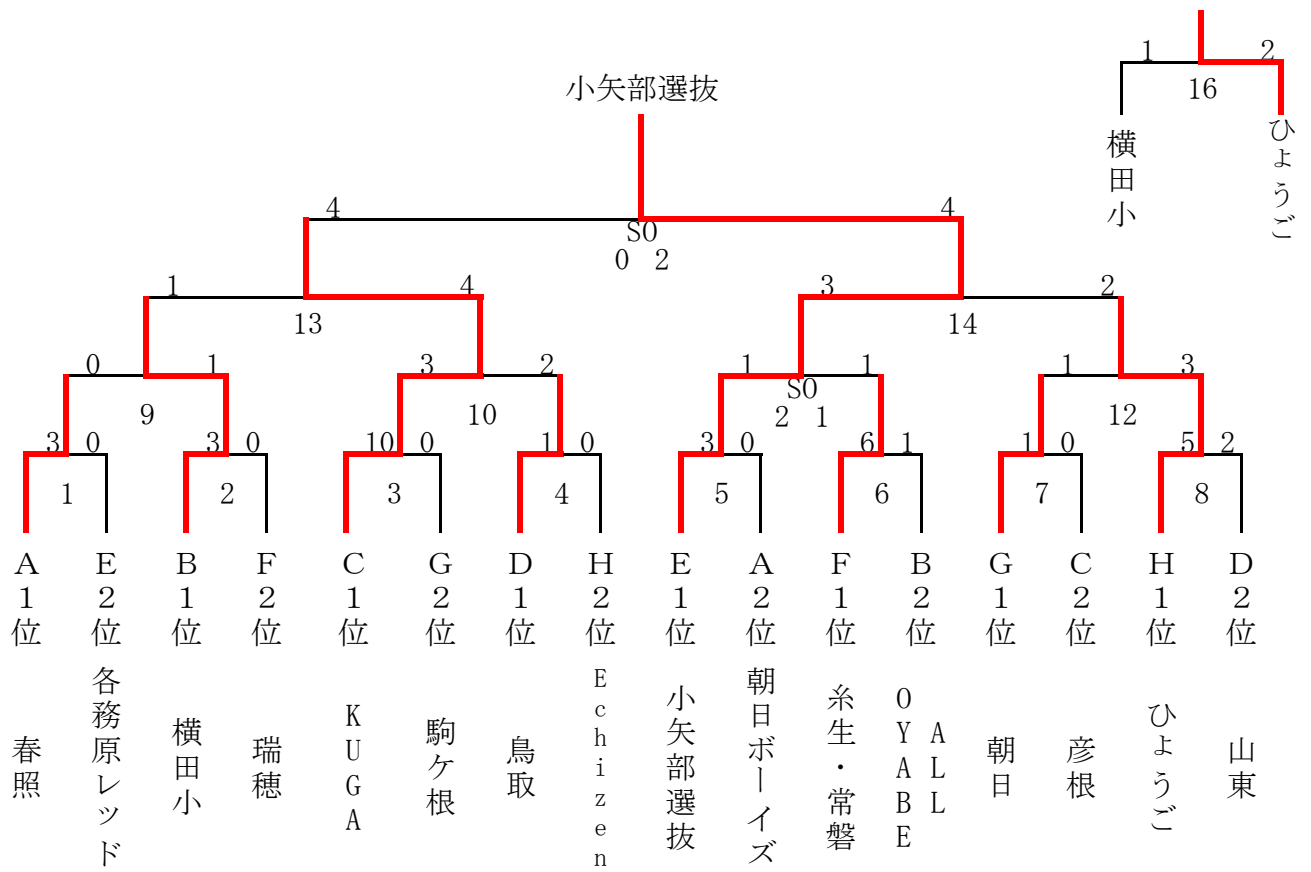 1 2
16
横田小
ひょうご
小矢部選抜
4 4
SO
0 2
1 4 3 2
13 14
0 1 3 2 1 1 1 3
SO
9 10 2 1 12
3 0 3 0 10 0 1 0 3 0 6 1 1 0 5 2
1 2 3 4 5 6 7 8
A1位 春照
E2位 各務原レッド
B1位 横田小
F2位 瑞穂
C1位 KUGA
G2位 駒ケ根
D1位 鳥取
H2位 Echizen
E1位 小矢部選抜
A2位 朝日ボーイズ
F1位 糸生・常磐
B2位 ALL OYABE
G1位 朝日
C2位 彦根
H1位 ひょうご
D2位 山東